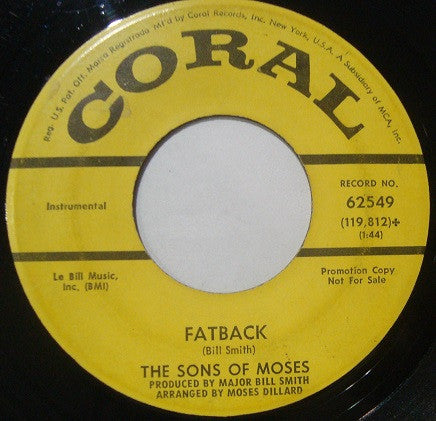 Reg. U.S. Pat. Off. Marca Registrada Mf'd by Coral Records, Inc. New York, U.S.A. A Subsidiary of MCA, Inc.
CORAL
RECORD NO.
Instrumental
62549
(119,812)+
(1:44)
Le Bill Music,
Inc. (BMI)
Promotion Copy
Not For Sale
FATBACK
(Bill Smith)
THE SONS OF MOSES
PRODUCED BY MAJOR BILL SMITH
ARRANGED BY MOSES DILLARD